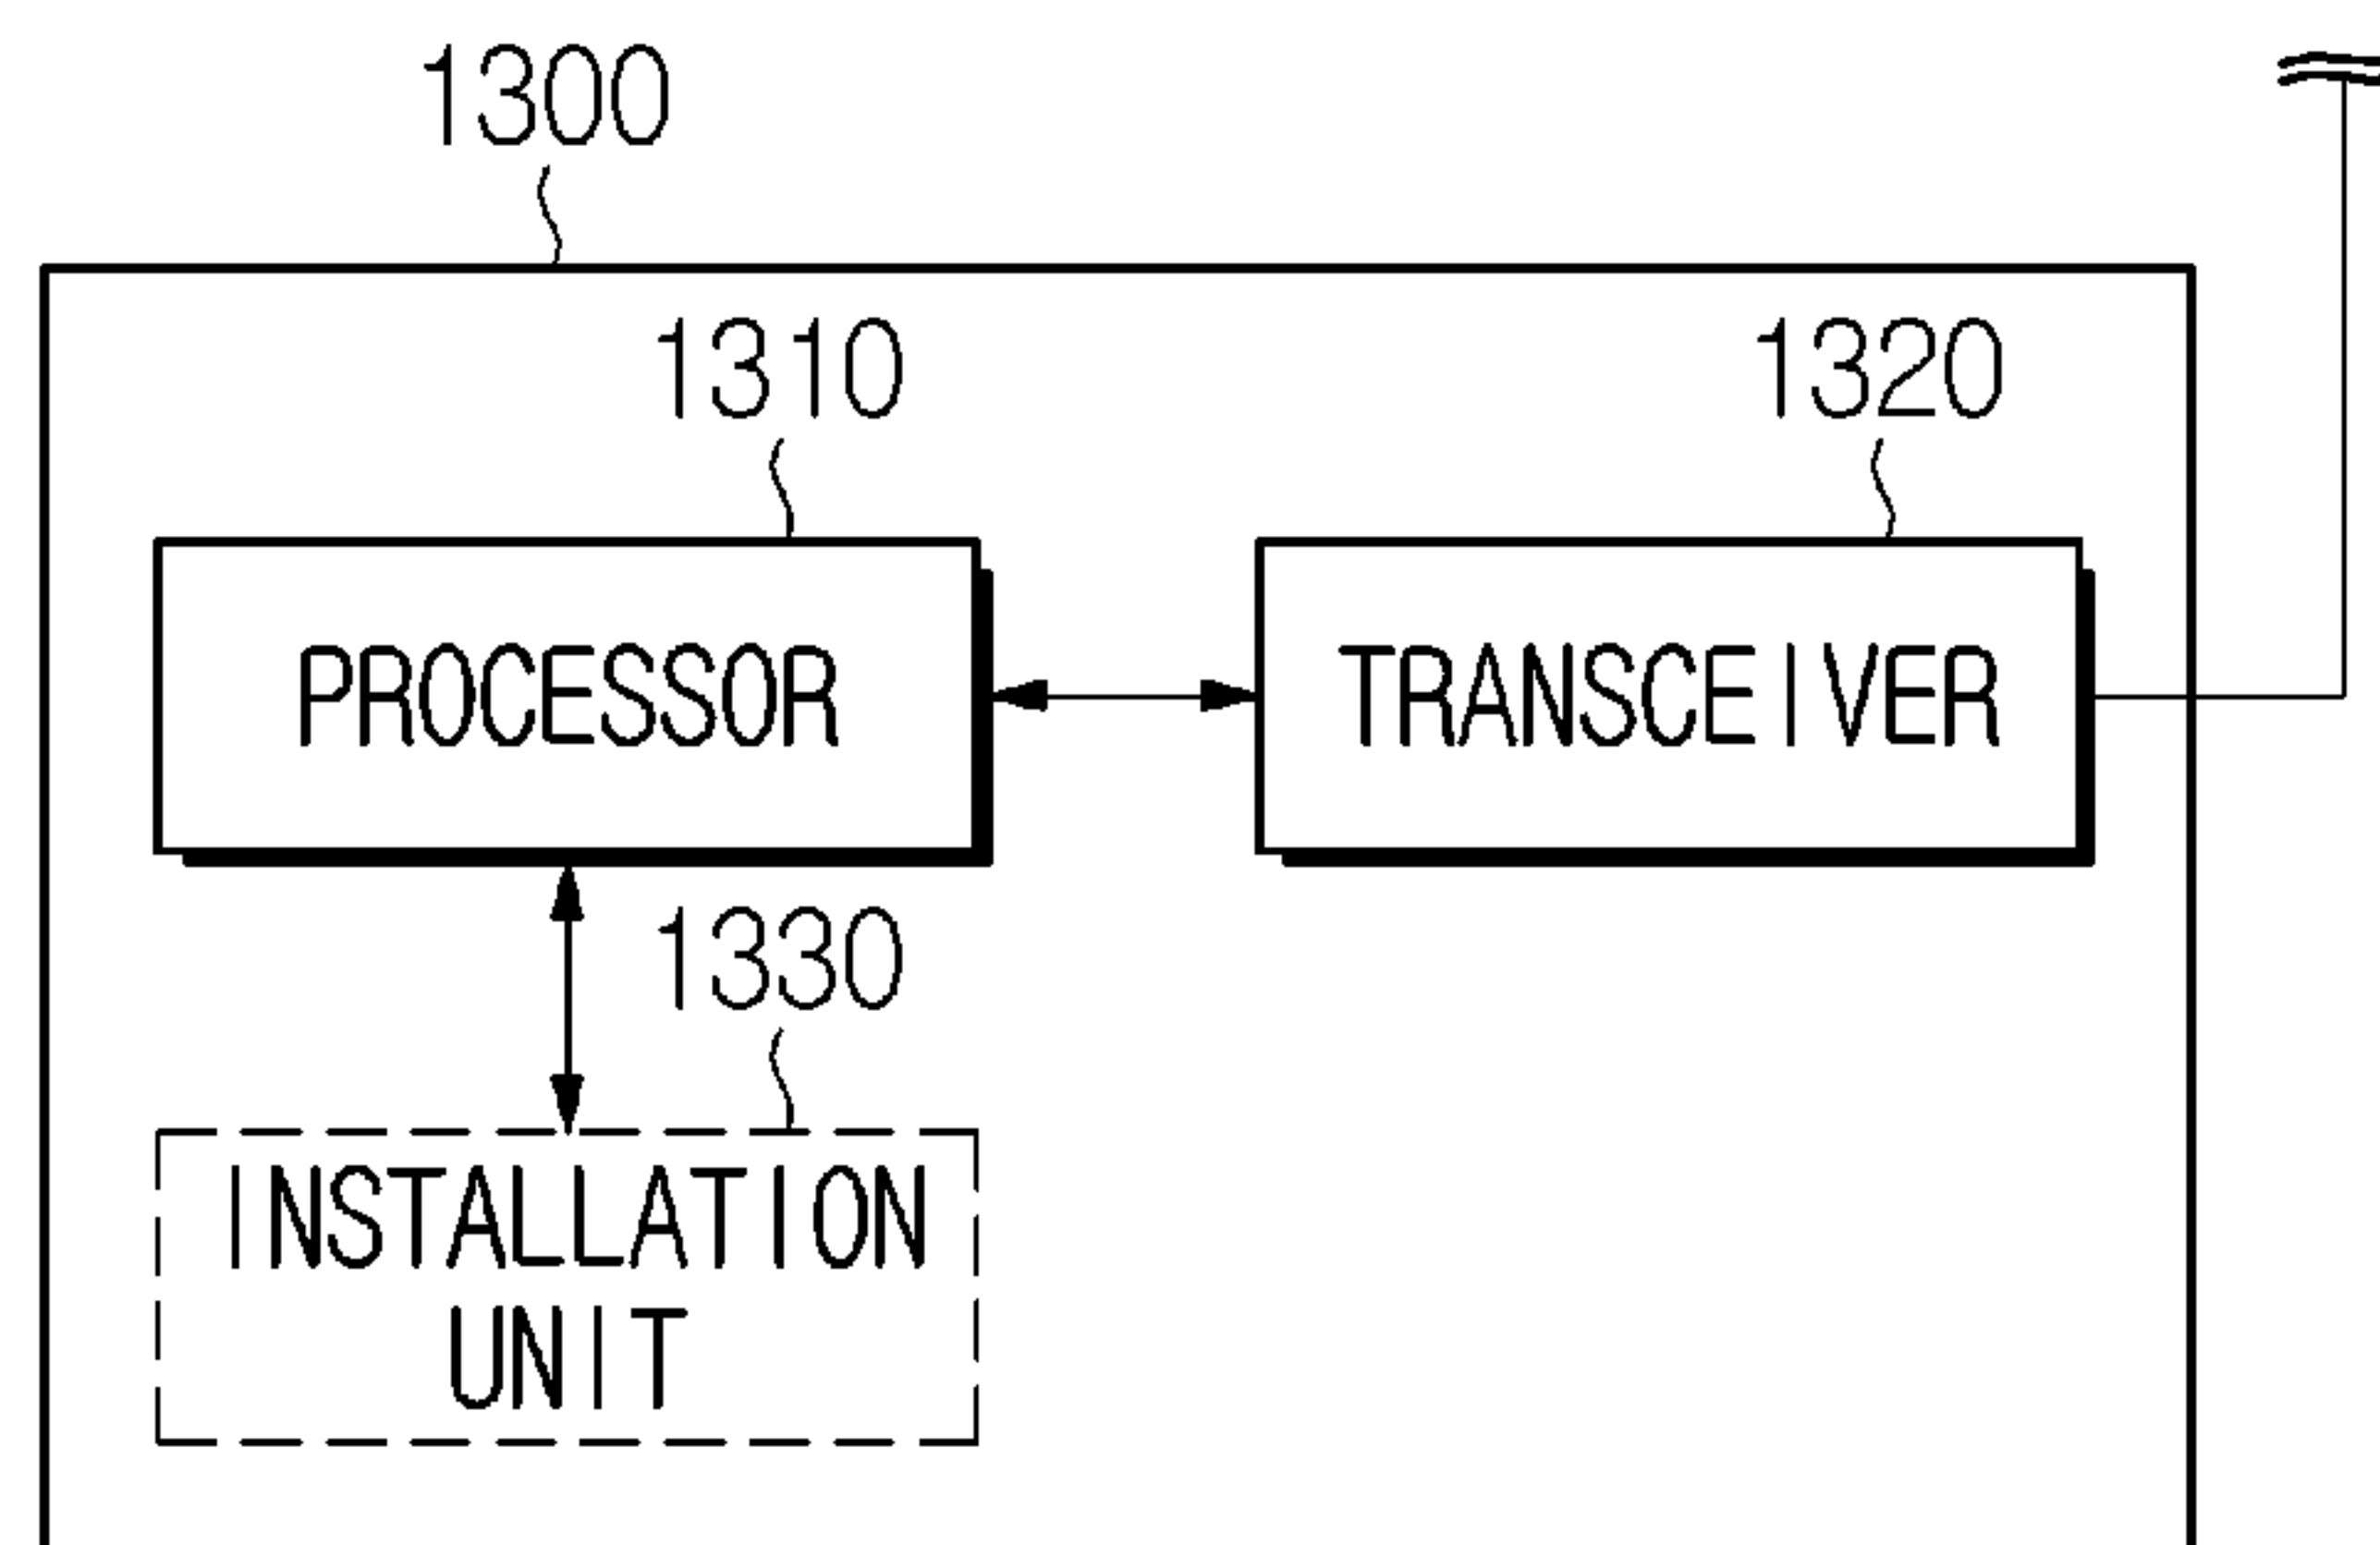 1300
1310
1320
PROCESSOR
TRANSCEIVER
1330
INSTALLATION
UNIT